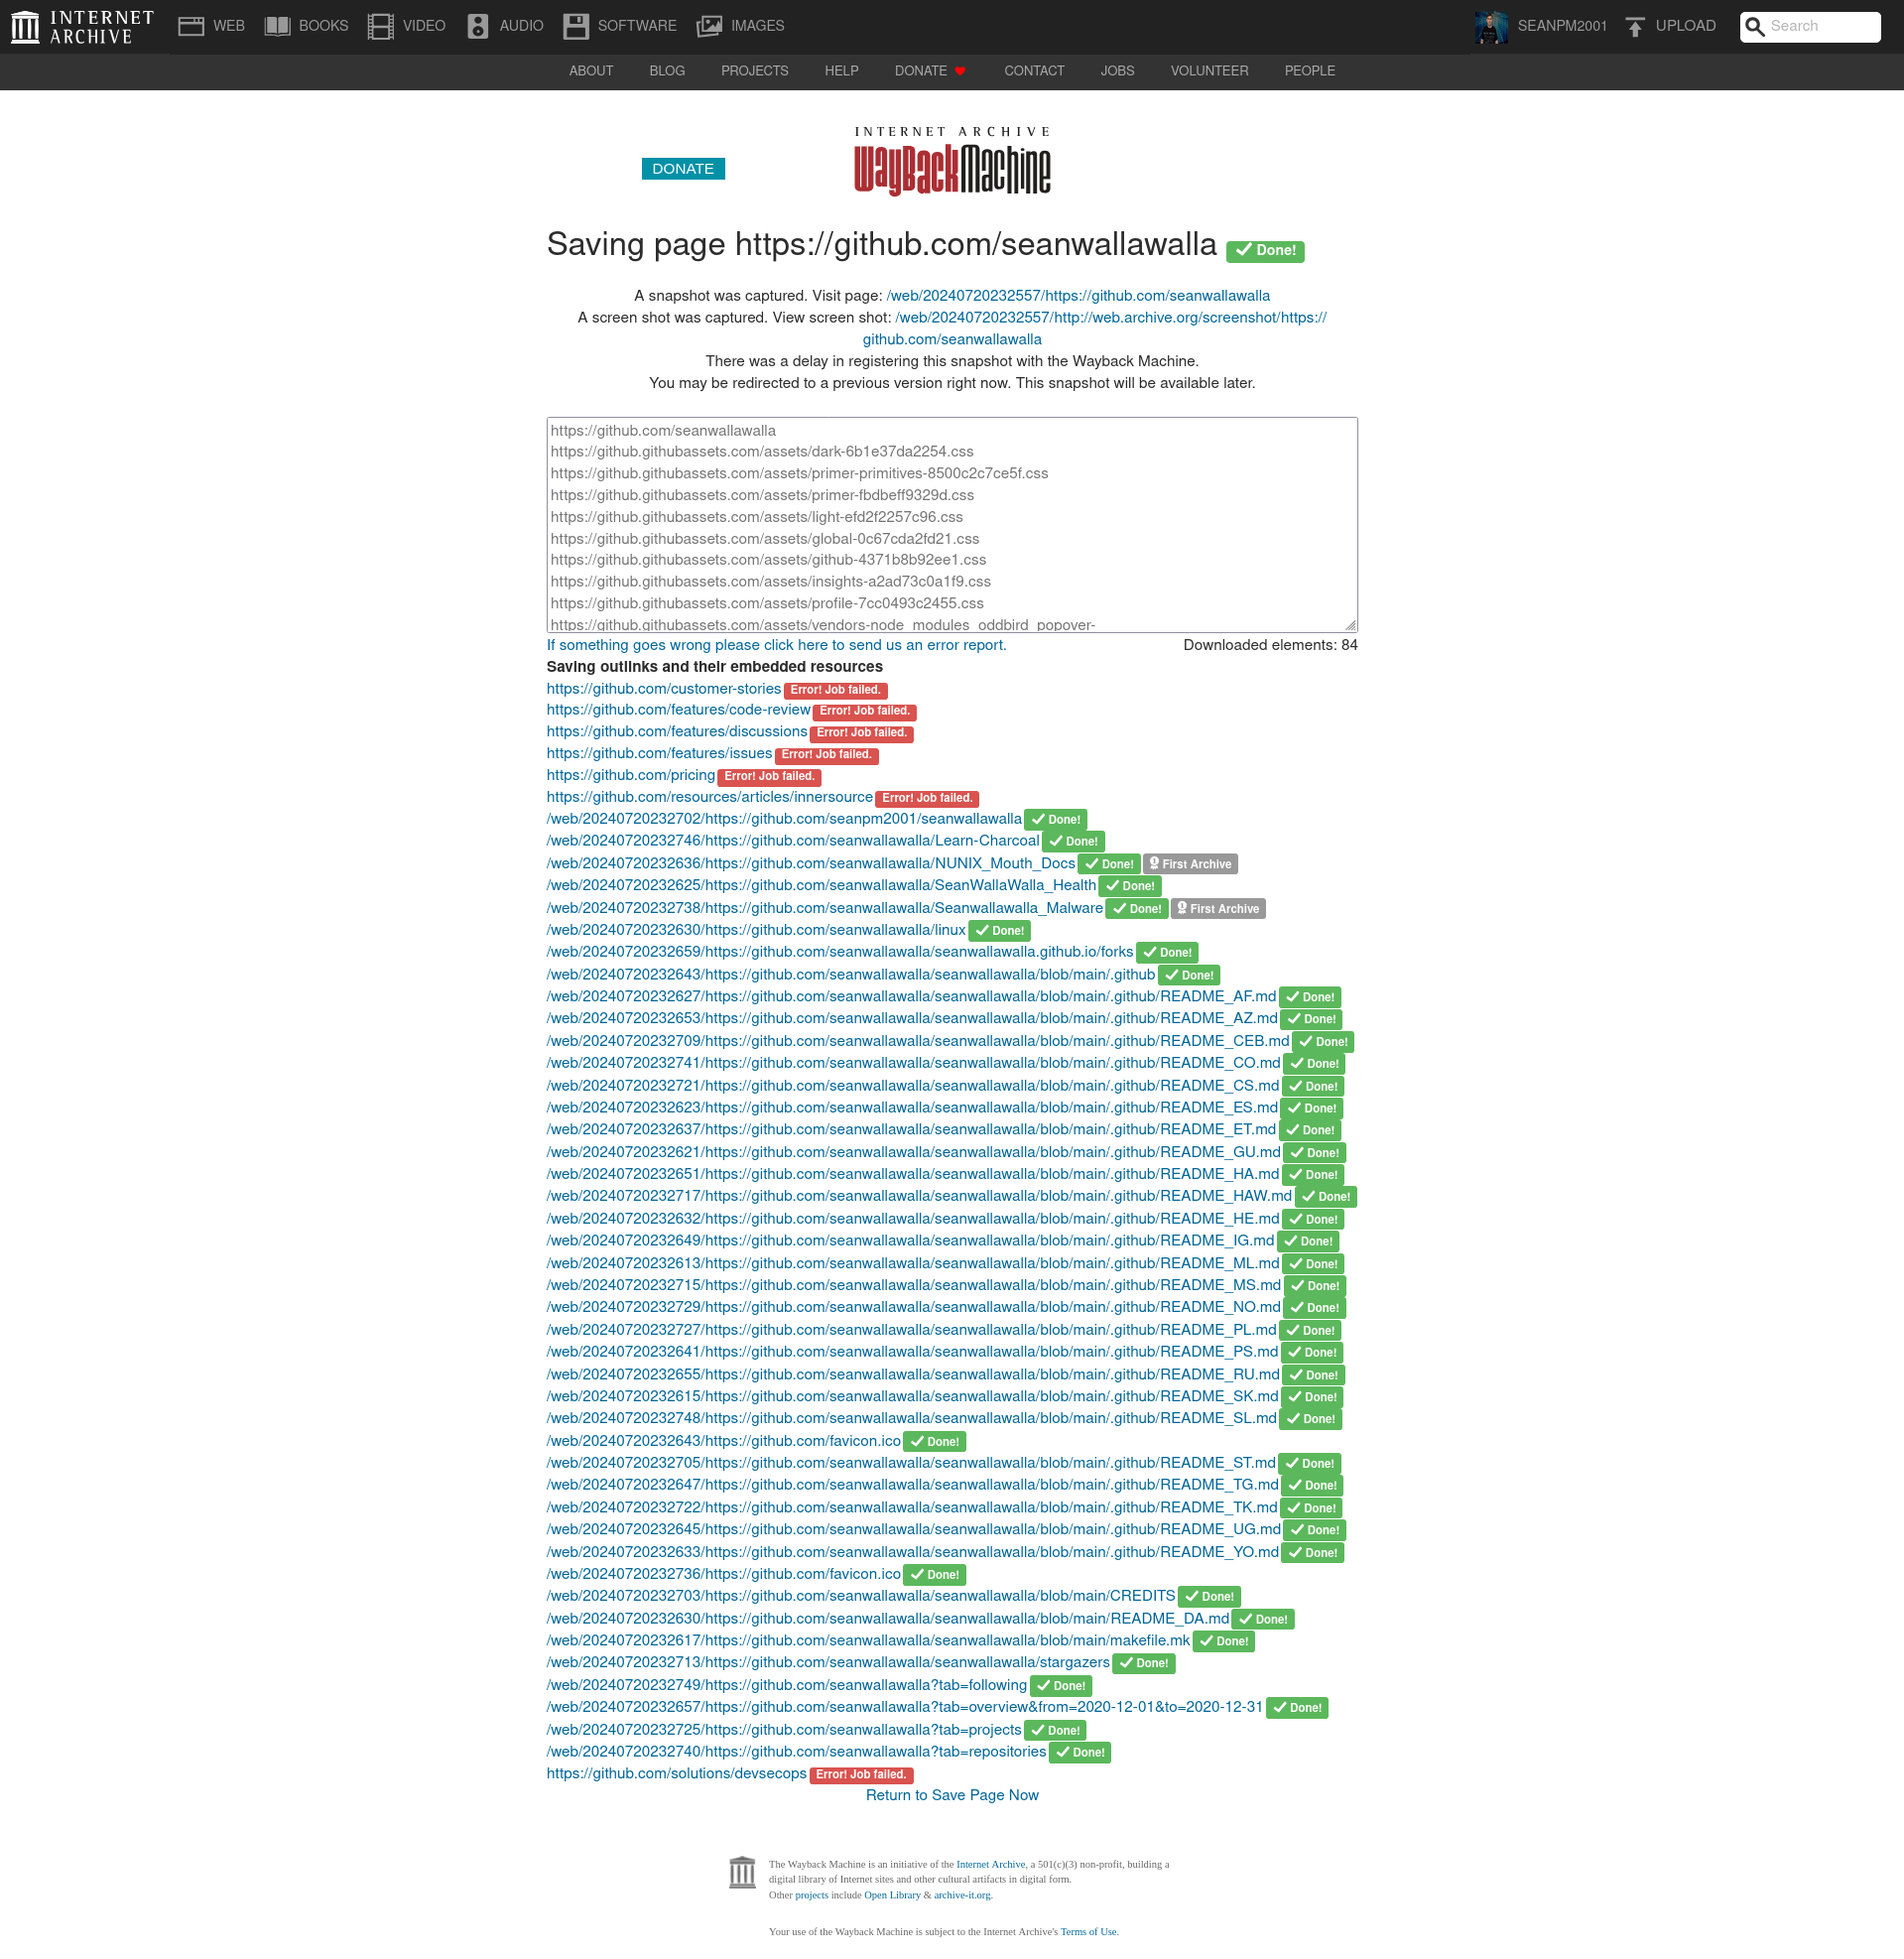 INTERNET ARCHIVE
WEB
BOOKS
VIDEO
AUDIO
SOFTWARE
IMAGES
SEANPM2001
UPLOAD
Search
ABOUT
BLOG
PROJECTS
HELP
DONATE
CONTACT
JOBS
VOLUNTEER
PEOPLE
DONATE
INTERNET ARCHIVE
WayBackMachine
Saving page https://github.com/seanwallawalla Done!
A snapshot was captured. Visit page: /web/20240720232557/https://github.com/seanwallawalla
A screen shot was captured. View screen shot: /web/20240720232557/http://web.archive.org/screenshot/https://
github.com/seanwallawalla
There was a delay in registering this snapshot with the Wayback Machine.
You may be redirected to a previous version right now. This snapshot will be available later.
https://github.com/seanwallawalla
https://github.githubassets.com/assets/dark-6b1e37da2254.css
https://github.githubassets.com/assets/primer-primitives-8500c2c7ce5f.css
https://github.githubassets.com/assets/primer-fbdbeff9329d.css
https://github.githubassets.com/assets/light-efd2f2257c96.css
https://github.githubassets.com/assets/global-0c67cda2fd21.css
https://github.githubassets.com/assets/github-4371b8b92ee1.css
https://github.githubassets.com/assets/insights-a2ad73c0a1f9.css
https://github.githubassets.com/assets/profile-7cc0493c2455.css
https://github.githubassets.com/assets/vendors-node_modules_oddbird_popover-
If something goes wrong please click here to send us an error report. Downloaded elements: 84
Saving outlinks and their embedded resources
https://github.com/customer-stories Error! Job failed.
https://github.com/features/code-review Error! Job failed.
https://github.com/features/discussions Error! Job failed.
https://github.com/features/issues Error! Job failed.
https://github.com/pricing Error! Job failed.
https://github.com/resources/articles/innersource Error! Job failed.
/web/20240720232702/https://github.com/seanpm2001/seanwallawalla Done!
/web/20240720232746/https://github.com/seanwallawalla/Learn-Charcoal Done!
/web/20240720232636/https://github.com/seanwallawalla/NUNIX_Mouth_Docs Done! First Archive
/web/20240720232625/https://github.com/seanwallawalla/SeanWallaWalla_Health Done!
/web/20240720232738/https://github.com/seanwallawalla/Seanwallawalla_Malware Done! First Archive
/web/20240720232630/https://github.com/seanwallawalla/linux Done!
/web/20240720232659/https://github.com/seanwallawalla/seanwallawalla.github.io/forks Done!
/web/20240720232643/https://github.com/seanwallawalla/seanwallawalla/blob/main/.github Done!
/web/20240720232627/https://github.com/seanwallawalla/seanwallawalla/blob/main/.github/README_AF.md Done!
/web/20240720232653/https://github.com/seanwallawalla/seanwallawalla/blob/main/.github/README_AZ.md Done!
/web/20240720232709/https://github.com/seanwallawalla/seanwallawalla/blob/main/.github/README_CEB.md Done!
/web/20240720232741/https://github.com/seanwallawalla/seanwallawalla/blob/main/.github/README_CO.md Done!
/web/20240720232721/https://github.com/seanwallawalla/seanwallawalla/blob/main/.github/README_CS.md Done!
/web/20240720232623/https://github.com/seanwallawalla/seanwallawalla/blob/main/.github/README_ES.md Done!
/web/20240720232637/https://github.com/seanwallawalla/seanwallawalla/blob/main/.github/README_ET.md Done!
/web/20240720232621/https://github.com/seanwallawalla/seanwallawalla/blob/main/.github/README_GU.md Done!
/web/20240720232651/https://github.com/seanwallawalla/seanwallawalla/blob/main/.github/README_HA.md Done!
/web/20240720232717/https://github.com/seanwallawalla/seanwallawalla/blob/main/.github/README_HAW.md Done!
/web/20240720232632/https://github.com/seanwallawalla/seanwallawalla/blob/main/.github/README_HE.md Done!
/web/20240720232649/https://github.com/seanwallawalla/seanwallawalla/blob/main/.github/README_IG.md Done!
/web/20240720232613/https://github.com/seanwallawalla/seanwallawalla/blob/main/.github/README_ML.md Done!
/web/20240720232715/https://github.com/seanwallawalla/seanwallawalla/blob/main/.github/README_MS.md Done!
/web/20240720232729/https://github.com/seanwallawalla/seanwallawalla/blob/main/.github/README_NO.md Done!
/web/20240720232727/https://github.com/seanwallawalla/seanwallawalla/blob/main/.github/README_PL.md Done!
/web/20240720232641/https://github.com/seanwallawalla/seanwallawalla/blob/main/.github/README_PS.md Done!
/web/20240720232655/https://github.com/seanwallawalla/seanwallawalla/blob/main/.github/README_RU.md Done!
/web/20240720232615/https://github.com/seanwallawalla/seanwallawalla/blob/main/.github/README_SK.md Done!
/web/20240720232748/https://github.com/seanwallawalla/seanwallawalla/blob/main/.github/README_SL.md Done!
/web/20240720232643/https://github.com/favicon.ico Done!
/web/20240720232705/https://github.com/seanwallawalla/seanwallawalla/blob/main/.github/README_ST.md Done!
/web/20240720232647/https://github.com/seanwallawalla/seanwallawalla/blob/main/.github/README_TG.md Done!
/web/20240720232722/https://github.com/seanwallawalla/seanwallawalla/blob/main/.github/README_TK.md Done!
/web/20240720232645/https://github.com/seanwallawalla/seanwallawalla/blob/main/.github/README_UG.md Done!
/web/20240720232633/https://github.com/seanwallawalla/seanwallawalla/blob/main/.github/README_YO.md Done!
/web/20240720232736/https://github.com/favicon.ico Done!
/web/20240720232703/https://github.com/seanwallawalla/seanwallawalla/blob/main/CREDITS Done!
/web/20240720232630/https://github.com/seanwallawalla/seanwallawalla/blob/main/README_DA.md Done!
/web/20240720232617/https://github.com/seanwallawalla/seanwallawalla/blob/main/makefile.mk Done!
/web/20240720232713/https://github.com/seanwallawalla/seanwallawalla/stargazers Done!
/web/20240720232749/https://github.com/seanwallawalla?tab=following Done!
/web/20240720232657/https://github.com/seanwallawalla?tab=overview&from=2020-12-01&to=2020-12-31 Done!
/web/20240720232725/https://github.com/seanwallawalla?tab=projects Done!
/web/20240720232740/https://github.com/seanwallawalla?tab=repositories Done!
https://github.com/solutions/devsecops Error! Job failed.
Return to Save Page Now
The Wayback Machine is an initiative of the Internet Archive, a 501(c)(3) non-profit, building a
digital library of Internet sites and other cultural artifacts in digital form.
Other projects include Open Library & archive-it.org.
Your use of the Wayback Machine is subject to the Internet Archive's Terms of Use.